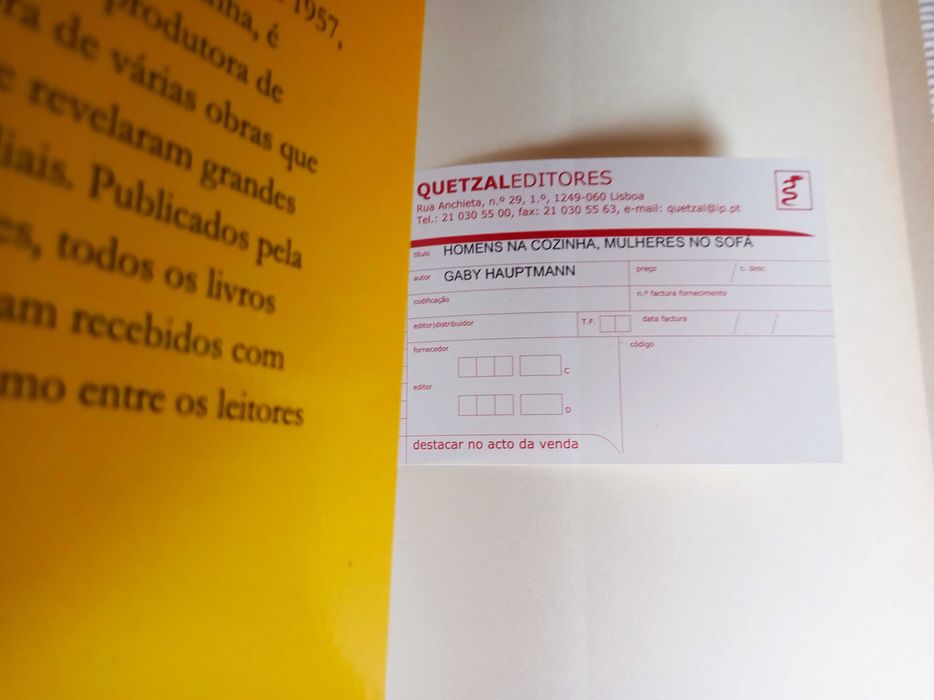 1957,
é
produtora de
de várias obras que
revelaram grandes
Publicados pela
todos os livros
recebidos com
entre os leitores
QUETZALEDITORES
Rua Anchieta, n.º 29, 1.º, 1249-060 Lisboa
Tel.: 21 030 55 00, fax: 21 030 55 63, e-mail: quetzal@ip.pt
título HOMENS NA COZINHA, MULHERES NO SOFÁ
autor GABY HAUPTMANN
preço / c. desc.
codificação
n.º factura fornecimento
editor|distribuidor
T.F.
data factura / /
fornecedor
código
C
editor
D
destacar no acto da venda